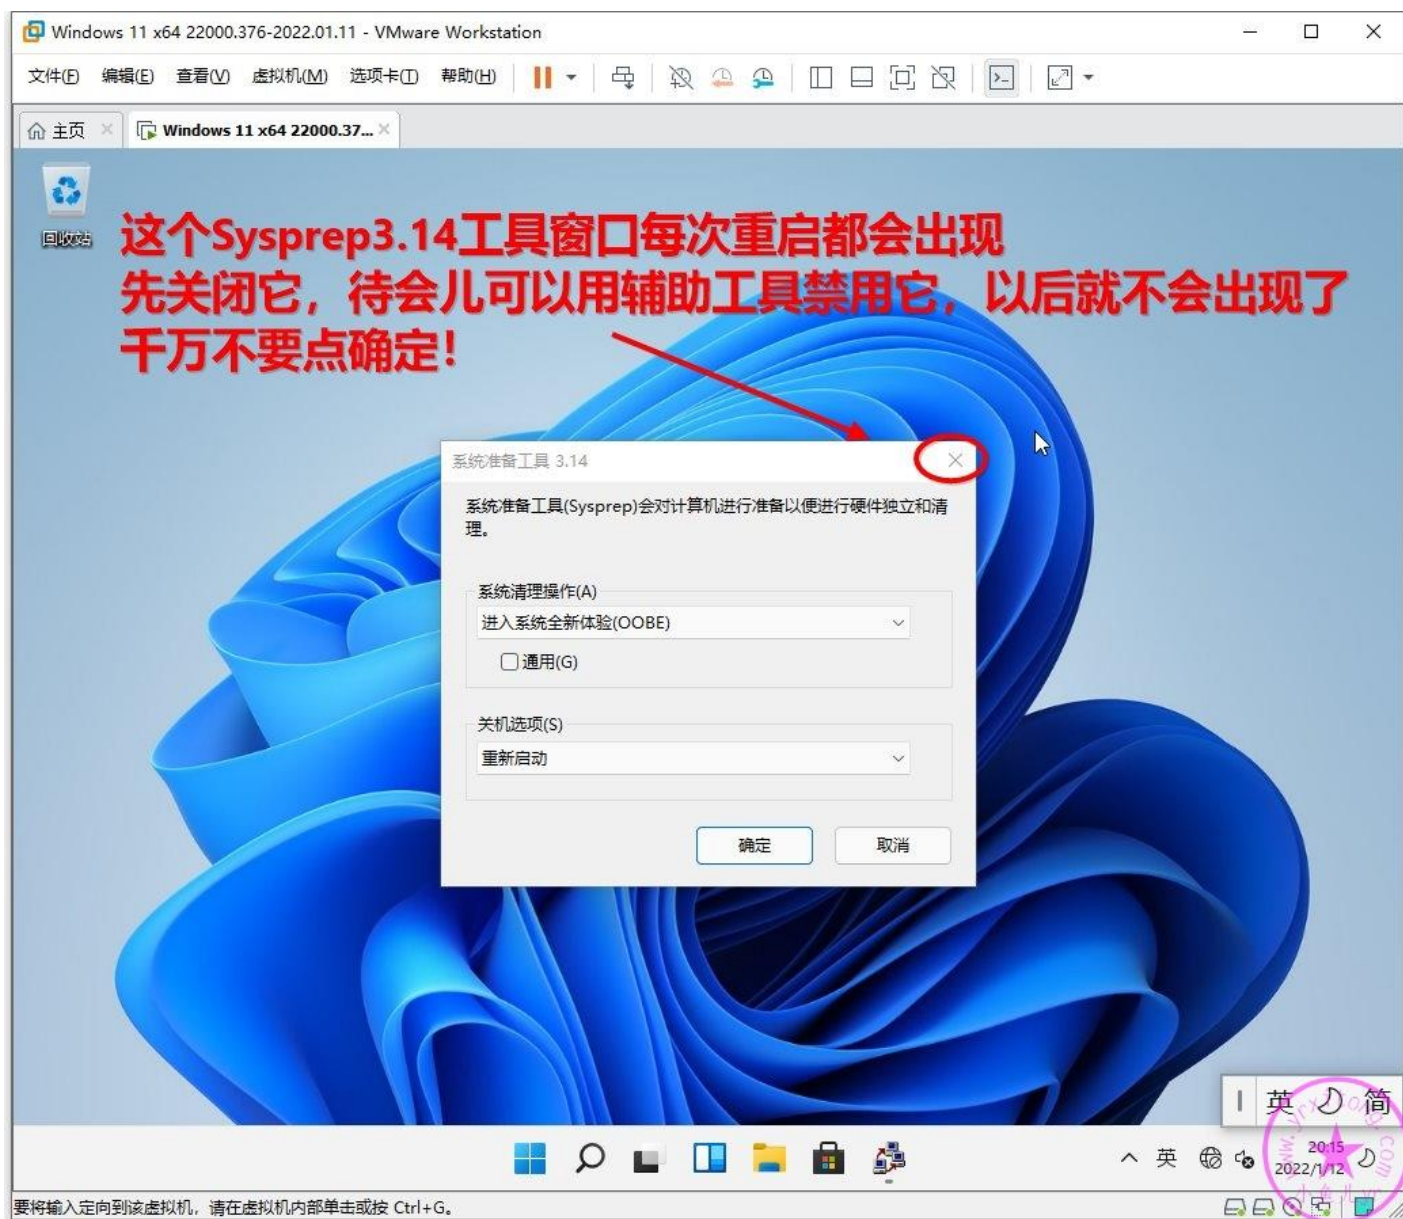 Windows 11 x64 22000.376-2022.01.11 - VMware Workstation
文件(F) 编辑(E) 查看(V) 虚拟机(M) 选项卡(T) 帮助(H)
主页 Windows 11 x64 22000.37...
回收站
这个Sysprep3.14工具窗口每次重启都会出现
先关闭它，待会儿可以用辅助工具禁用它，以后就不会出现了
千万不要点确定！
系统准备工具 3.14
系统准备工具(Sysprep)会对计算机进行准备以便进行硬件独立和清
理。
系统清理操作(A)
进入系统全新体验(OOBE)
通用(G)
关机选项(S)
重新启动
确定 取消
英 简
英 20:15
2022/1/12
小鱼儿yr
要将输入定向到该虚拟机，请在虚拟机内部单击或按 Ctrl+G。